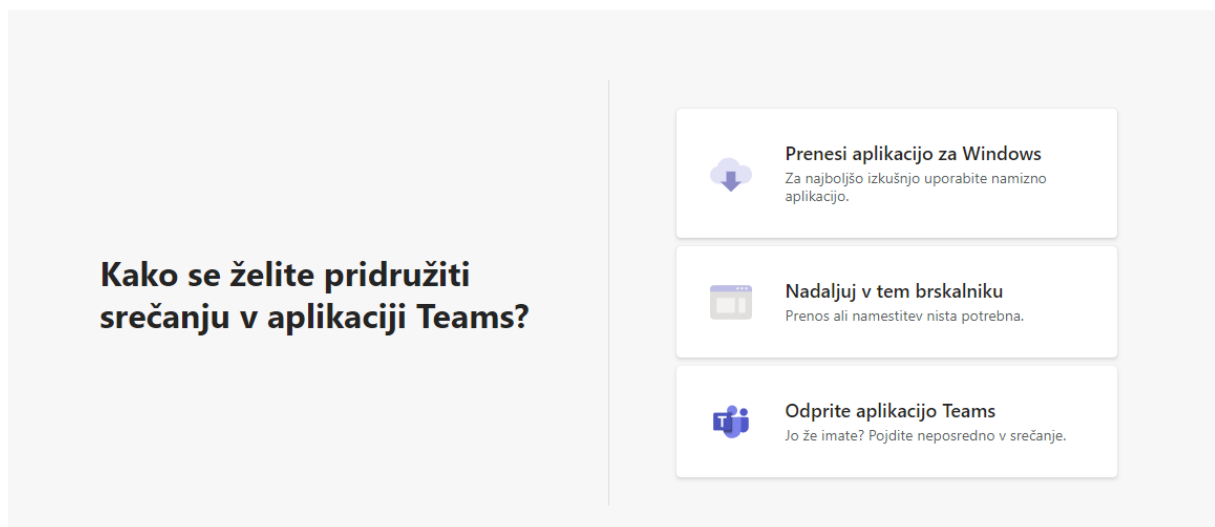 Kako se želite pridružiti
srečanju v aplikaciji Teams?
Prenesi aplikacijo za Windows
Za najboljšo izkušnjo uporabite namizno
aplikacijo.
Nadaljuj v tem brskalniku
Prenos ali namestitev nista potrebna.
Odprite aplikacijo Teams
Jo že imate? Pojdite neposredno v srečanje.